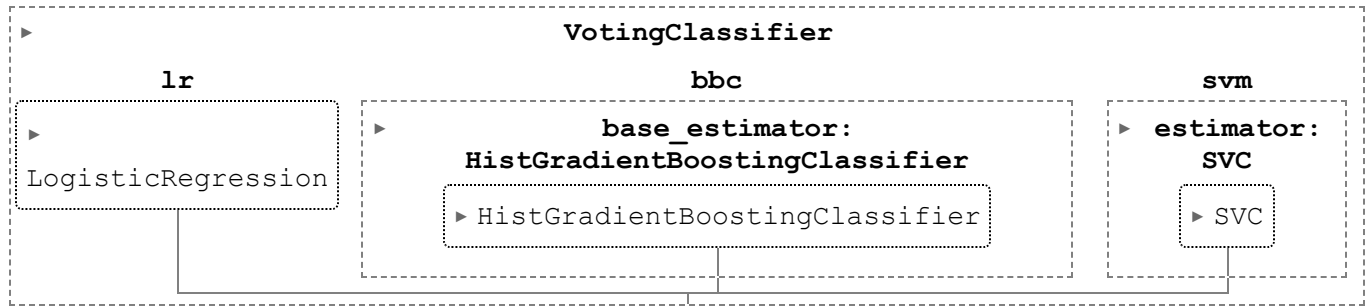 ▸ VotingClassifier
lr
▸
LogisticRegression
bbc
▸ base_estimator:
HistGradientBoostingClassifier
▸ HistGradientBoostingClassifier
svm
▸ estimator:
SVC
▸ SVC